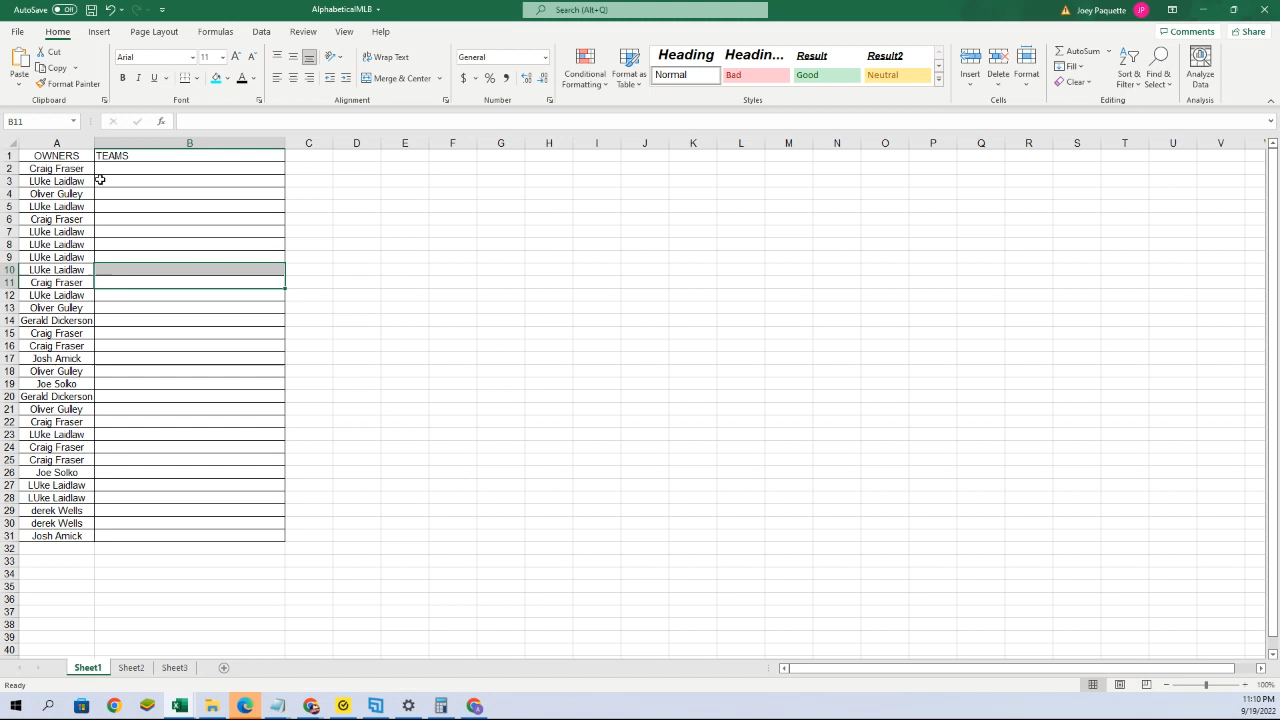 AutoSave Off AlphabeticalMLB Search (Alt+Q) Joey Paquette JP
File Home Insert Page Layout Formulas Data Review View Help Comments Share
Paste Cut Copy Format Painter Clipboard
Arial 11 B I U A Font
Wrap Text Merge & Center Alignment
General $ % Number
Conditional Formatting Format as Table
Heading Headin... Result Result2
Normal Bad Good Neutral
Styles
Insert Delete Format Cells
AutoSum Fill Clear Sort & Filter Find & Select Editing
Analyze Data Analysis
B11 fx
A B C D E F G H I J K L M N O P Q R S T U V
1 OWNERS TEAMS
2 Craig Fraser
3 LUke Laidlaw
4 Oliver Guley
5 LUke Laidlaw
6 Craig Fraser
7 LUke Laidlaw
8 LUke Laidlaw
9 LUke Laidlaw
10 LUke Laidlaw
11 Craig Fraser
12 LUke Laidlaw
13 Oliver Guley
14 Gerald Dickerson
15 Craig Fraser
16 Craig Fraser
17 Josh Amick
18 Oliver Guley
19 Joe Solko
20 Gerald Dickerson
21 Oliver Guley
22 Craig Fraser
23 LUke Laidlaw
24 Craig Fraser
25 Craig Fraser
26 Joe Solko
27 LUke Laidlaw
28 LUke Laidlaw
29 derek Wells
30 derek Wells
31 Josh Amick
32
33
34
35
36
37
38
39
40
Sheet1 Sheet2 Sheet3
Ready 100%
11:10 PM
9/19/2022